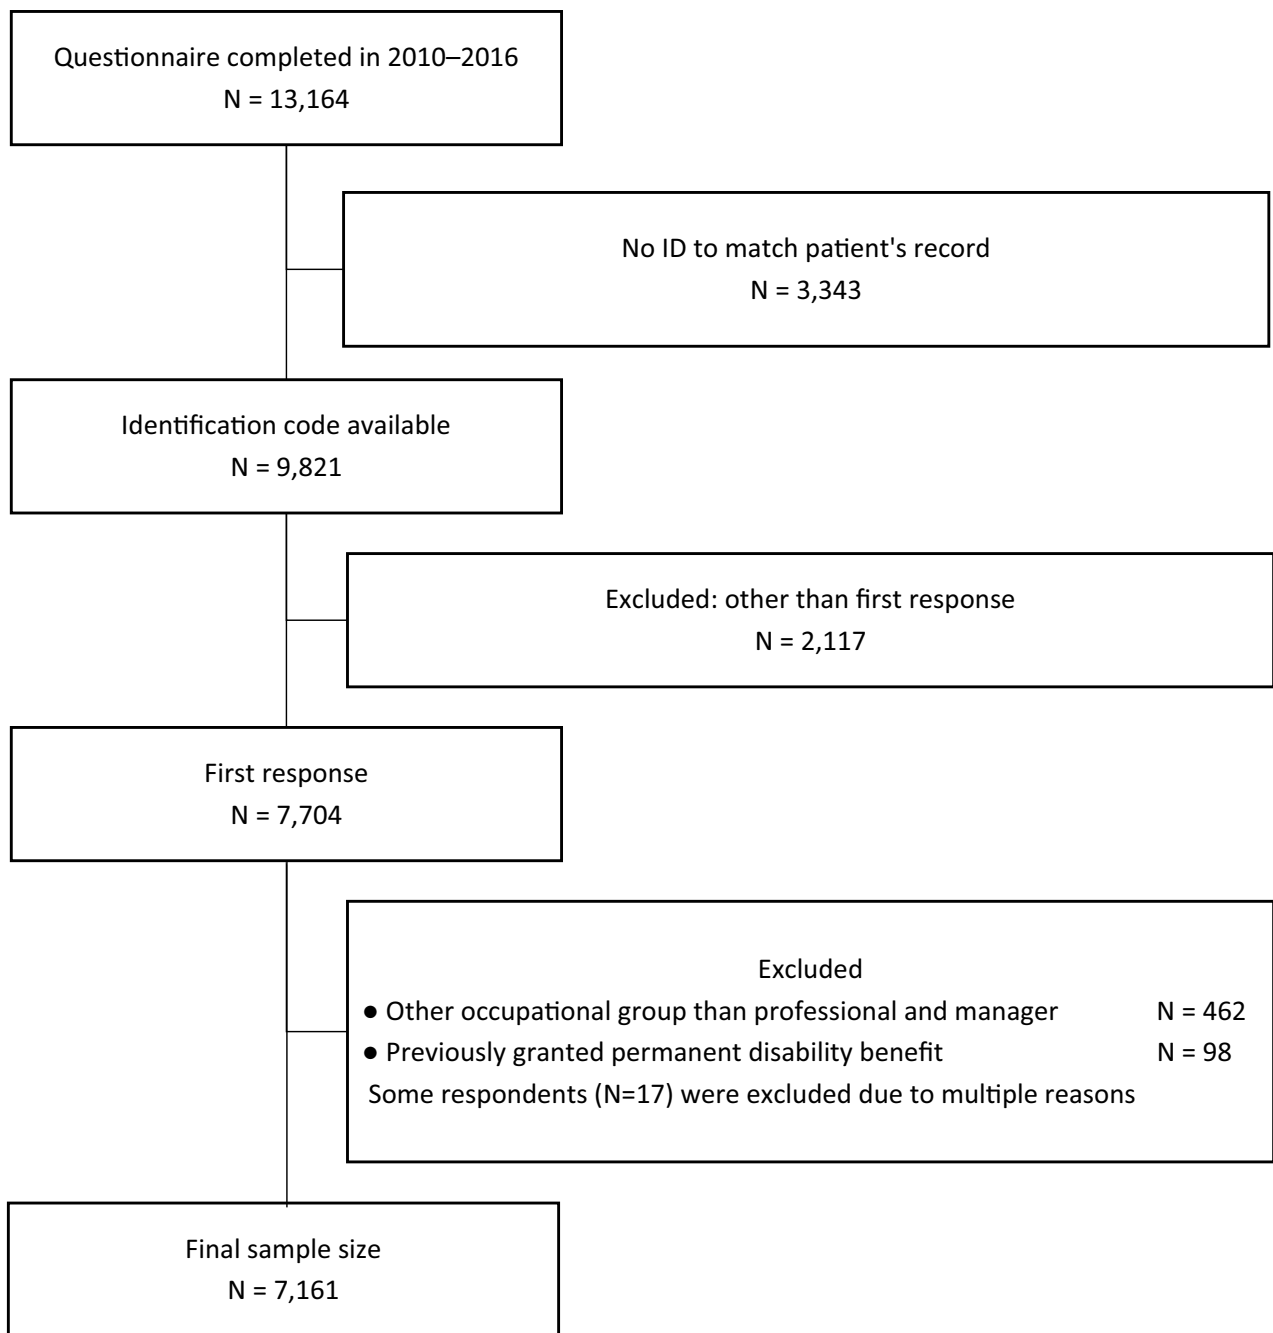 Questionnaire completed in 2010–2016
N = 13,164
No ID to match patient's record
N = 3,343
Identification code available
N = 9,821
Excluded: other than first response
N = 2,117
First response
N = 7,704
Excluded
● Other occupational group than professional and manager N = 462
● Previously granted permanent disability benefit N = 98
Some respondents (N=17) were excluded due to multiple reasons
Final sample size
N = 7,161